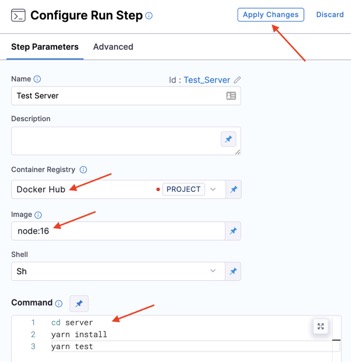 Configure Run Step
Apply Changes
Discard
Step Parameters
Advanced
Name
Id : Test_Server
Test Server
Description
Container Registry
Docker Hub
PROJECT
Image
node:16
Shell
Sh
Command
1 cd server
2 yarn install
3 yarn test